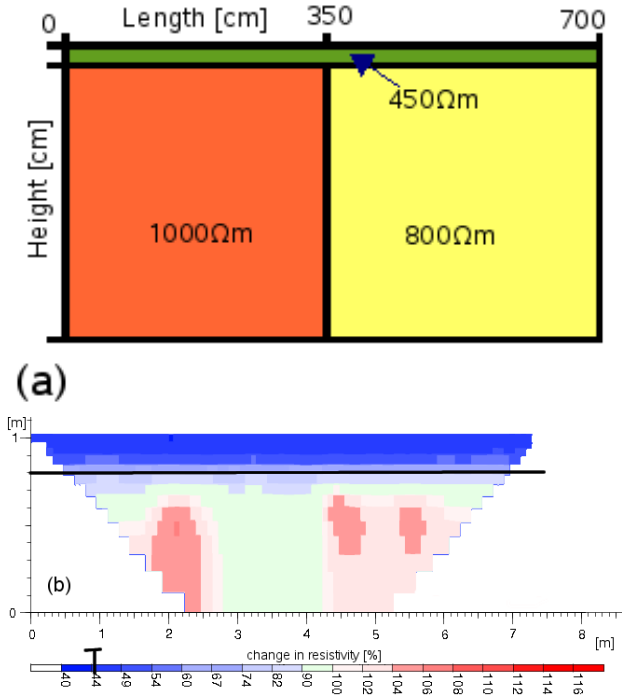 0 Length [cm] 350 700
450Ωm
Height [cm]
1000Ωm 800Ωm
(a)
[m]
1
(b)
0
0 1 2 3 4 5 6 7 8 [m]
change in resistivity [%]
40 44 49 54 60 67 74 82 90 100 102 104 106 108 110 112 114 116